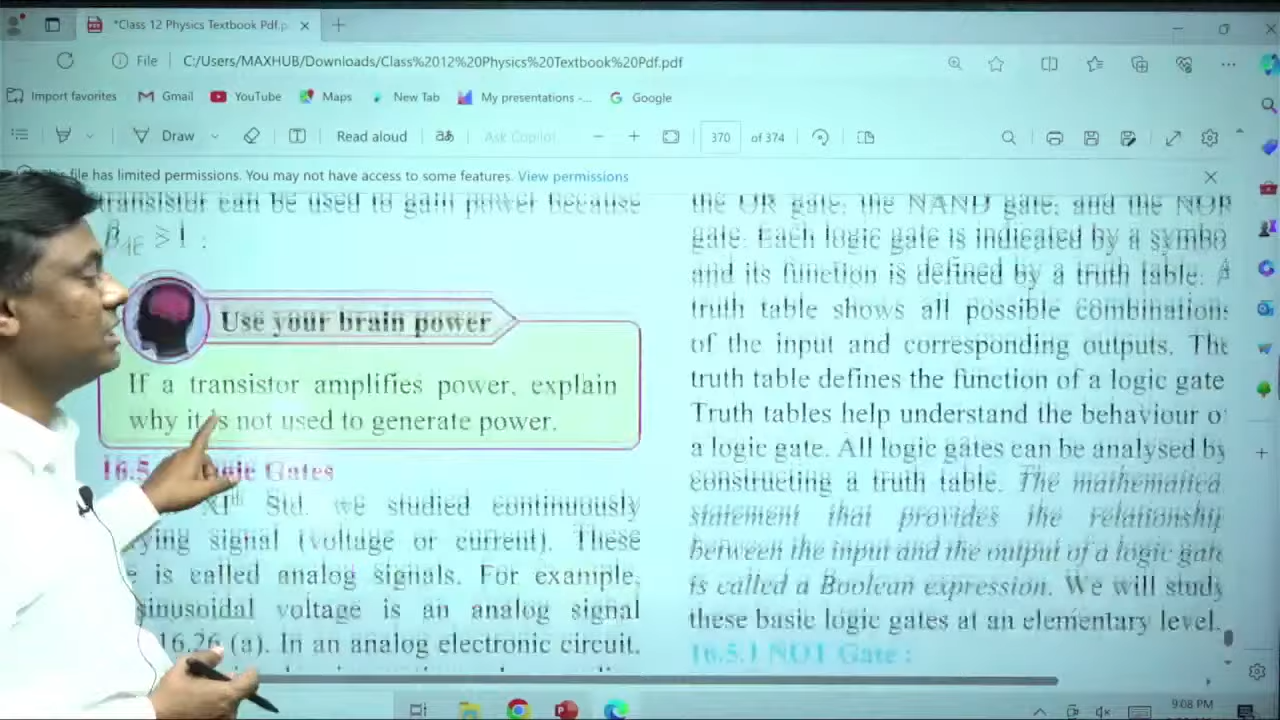 *Class 12 Physics Textbook Pdf.p
File C:/Users/MAXHUB/Downloads/Class%2012%20Physics%20Textbook%20Pdf.pdf
Import favorites Gmail YouTube Maps New Tab My presentations -... Google
Draw Read aloud Ask Copilot 370 of 374
file has limited permissions. You may not have access to some features. View permissions
transistor can be used to gain power because
Use your brain power
If a transistor amplifies power, explain
why it is not used to generate power.
16.5 Logic Gates
XIth Std. we studied continuously
signal (voltage or current). These
is called analog signals. For example,
sinusoidal voltage is an analog signal
16.26 (a). In an analog electronic circuit,
the OR gate, the NAND gate, and the NOR
gate. Each logic gate is indicated by a symbo
and its function is defined by a truth table. A
truth table shows all possible combinations
of the input and corresponding outputs. The
truth table defines the function of a logic gate
Truth tables help understand the behaviour o
a logic gate. All logic gates can be analysed by
constructing a truth table. The mathematical
statement that provides the relationship
between the input and the output of a logic gate
is called a Boolean expression. We will study
these basic logic gates at an elementary level.
16.5.1 NOT Gate :
9:08 PM